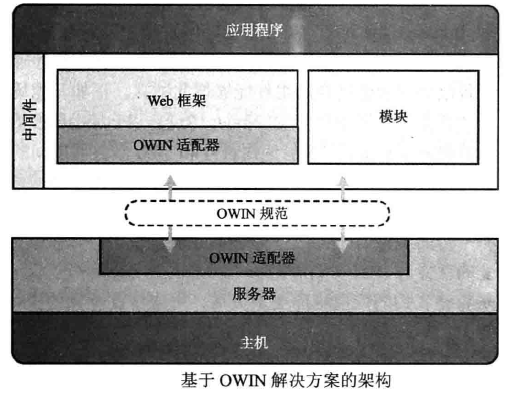 应用程序
中间件
Web 框架
OWIN 适配器
模块
OWIN 规范
OWIN 适配器
服务器
主机
基于 OWIN 解决方案的架构